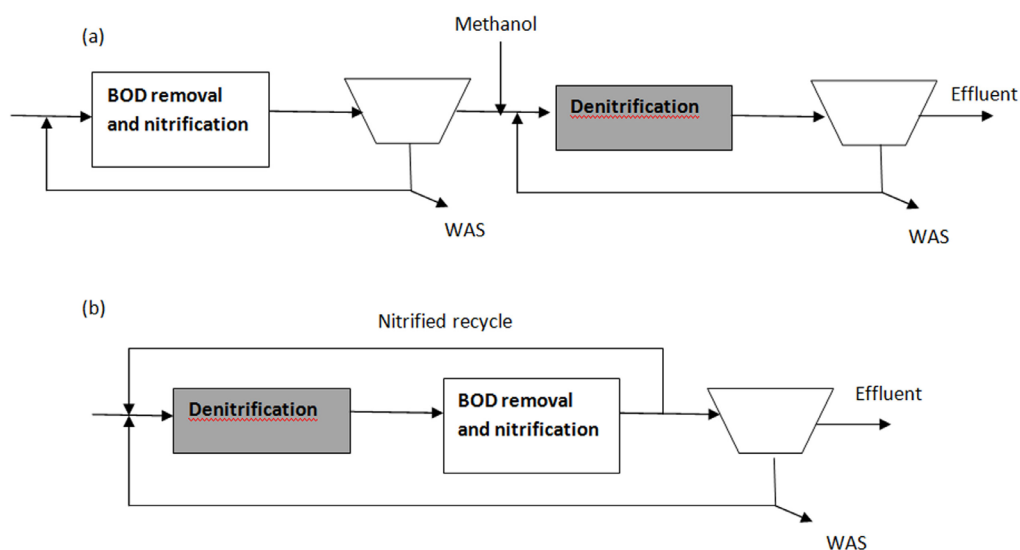 (a)
Methanol
BOD removal
and nitrification
Denitrification
Effluent
WAS
WAS
(b)
Nitrified recycle
Denitrification
BOD removal
and nitrification
Effluent
WAS